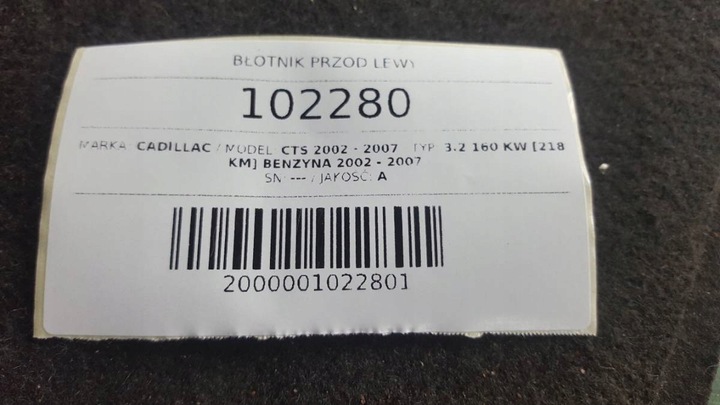 BŁOTNIK PRZOD LEWY
102280
MARKA: CADILLAC / MODEL: CTS 2002 - 2007 TYP: 3.2 160 KW [218
KM] BENZYNA 2002 - 2007
SN: --- / JAKOŚĆ: A
2000001022801